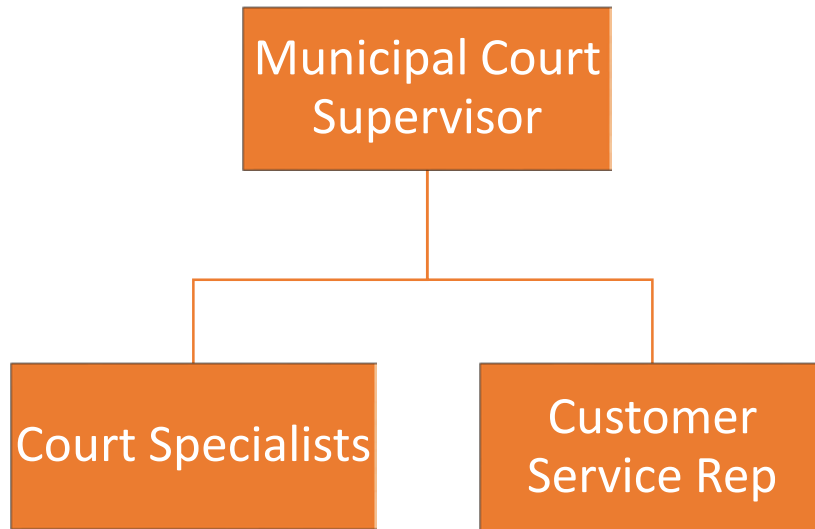 Municipal Court
Supervisor
Court Specialists
Customer
Service Rep